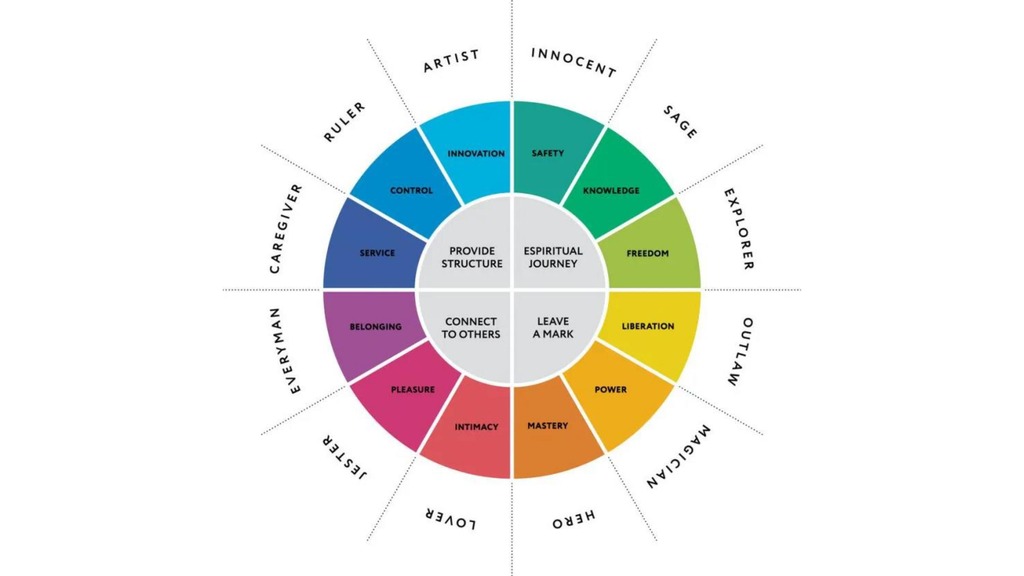 ARTIST
INNOCENT
RULER
SAGE
CAREGIVER
EXPLORER
INNOVATION
SAFETY
CONTROL
KNOWLEDGE
SERVICE
FREEDOM
PROVIDE
STRUCTURE
ESPIRITUAL
JOURNEY
CONNECT
TO OTHERS
LEAVE
A MARK
BELONGING
LIBERATION
PLEASURE
POWER
INTIMACY
MASTERY
EVERYMAN
OUTLAW
JESTER
MAGICIAN
LOVER
HERO